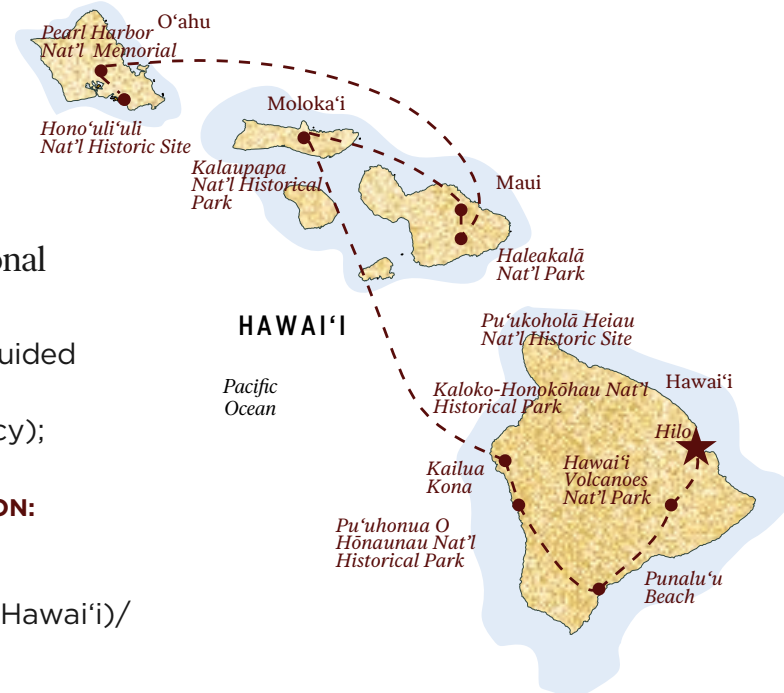 O‘ahu
Pearl Harbor
Nat’l Memorial
Hono‘uli‘uli
Nat’l Historic Site
Moloka‘i
Kalaupapa
Nat’l Historical
Park
Maui
Haleakalā
Nat’l Park
onal
HAWAI‘I
uided
Pacific
Ocean
cy);
ON:
Hawai‘i)/
Pu‘ukoholā Heiau
Nat’l Historic Site
Hawai‘i
Kaloko-Honokōhau Nat’l
Historical Park
Hilo
Kailua
Kona
Hawai‘i
Volcanoes
Nat’l Park
Pu‘uhonua O
Hōnaunau Nat’l
Historical Park
Punalu‘u
Beach